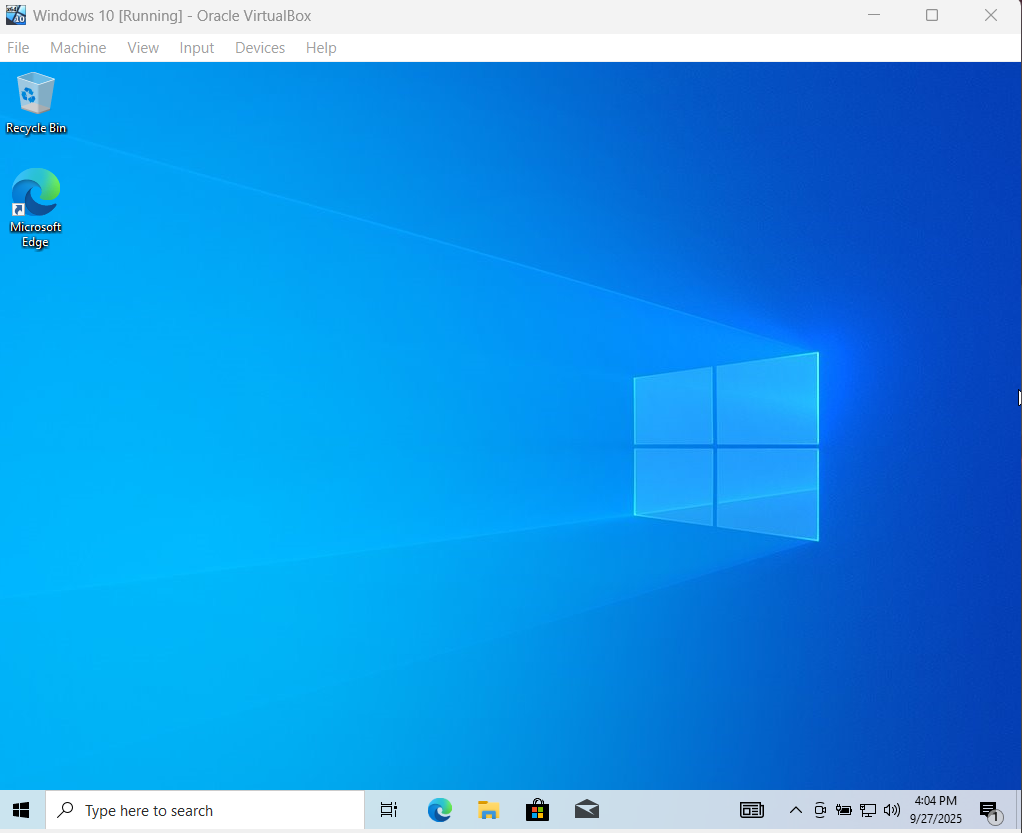 Windows 10 [Running] - Oracle VirtualBox
File Machine View Input Devices Help
Recycle Bin
Microsoft
Edge
Type here to search
4:04 PM
9/27/2025
1